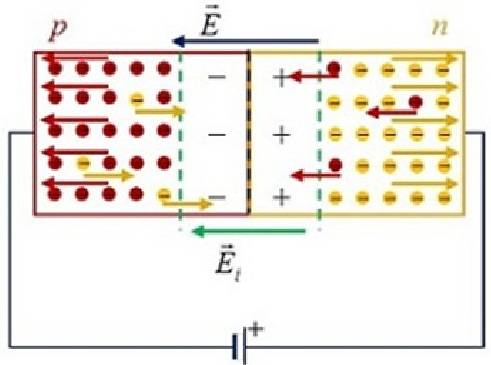 p E⃗ n
− +
− +
− +
E⃗ᵢ
+